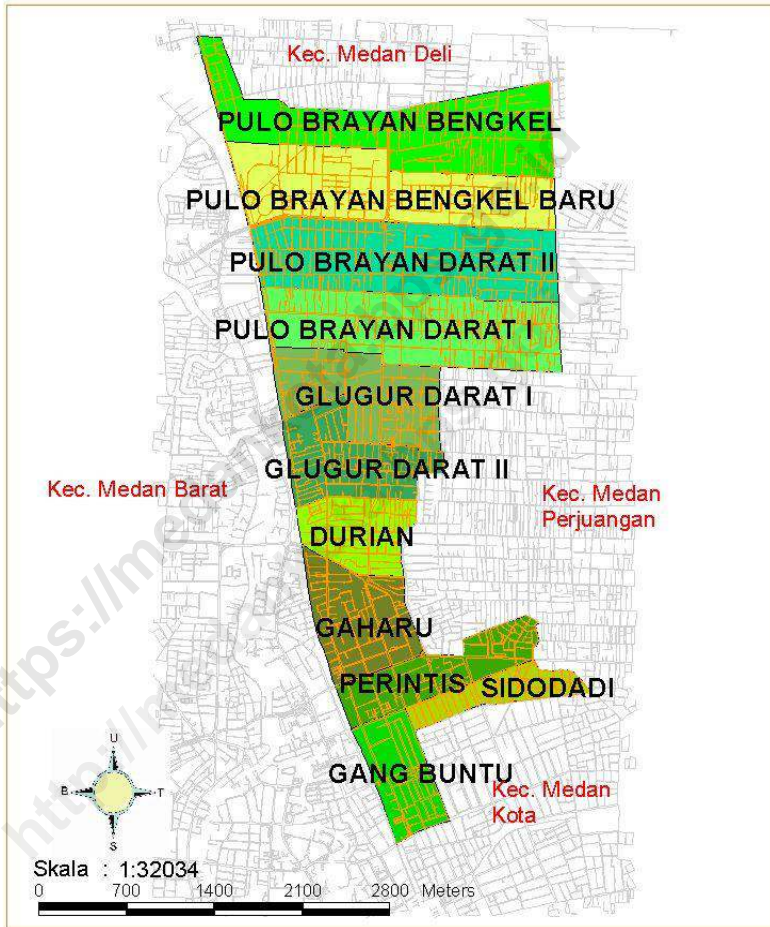 Kec. Medan Deli
PULO BRAYAN BENGKEL
PULO BRAYAN BENGKEL BARU
PULO BRAYAN DARAT II
PULO BRAYAN DARAT I
GLUGUR DARAT I
GLUGUR DARAT II
Kec. Medan Barat
Kec. Medan
Perjuangan
DURIAN
GAHARU
PERINTIS
SIDODADI
GANG BUNTU
Kec. Medan
Kota
U
B
T
S
Skala : 1:32034
0 700 1400 2100 2800 Meters